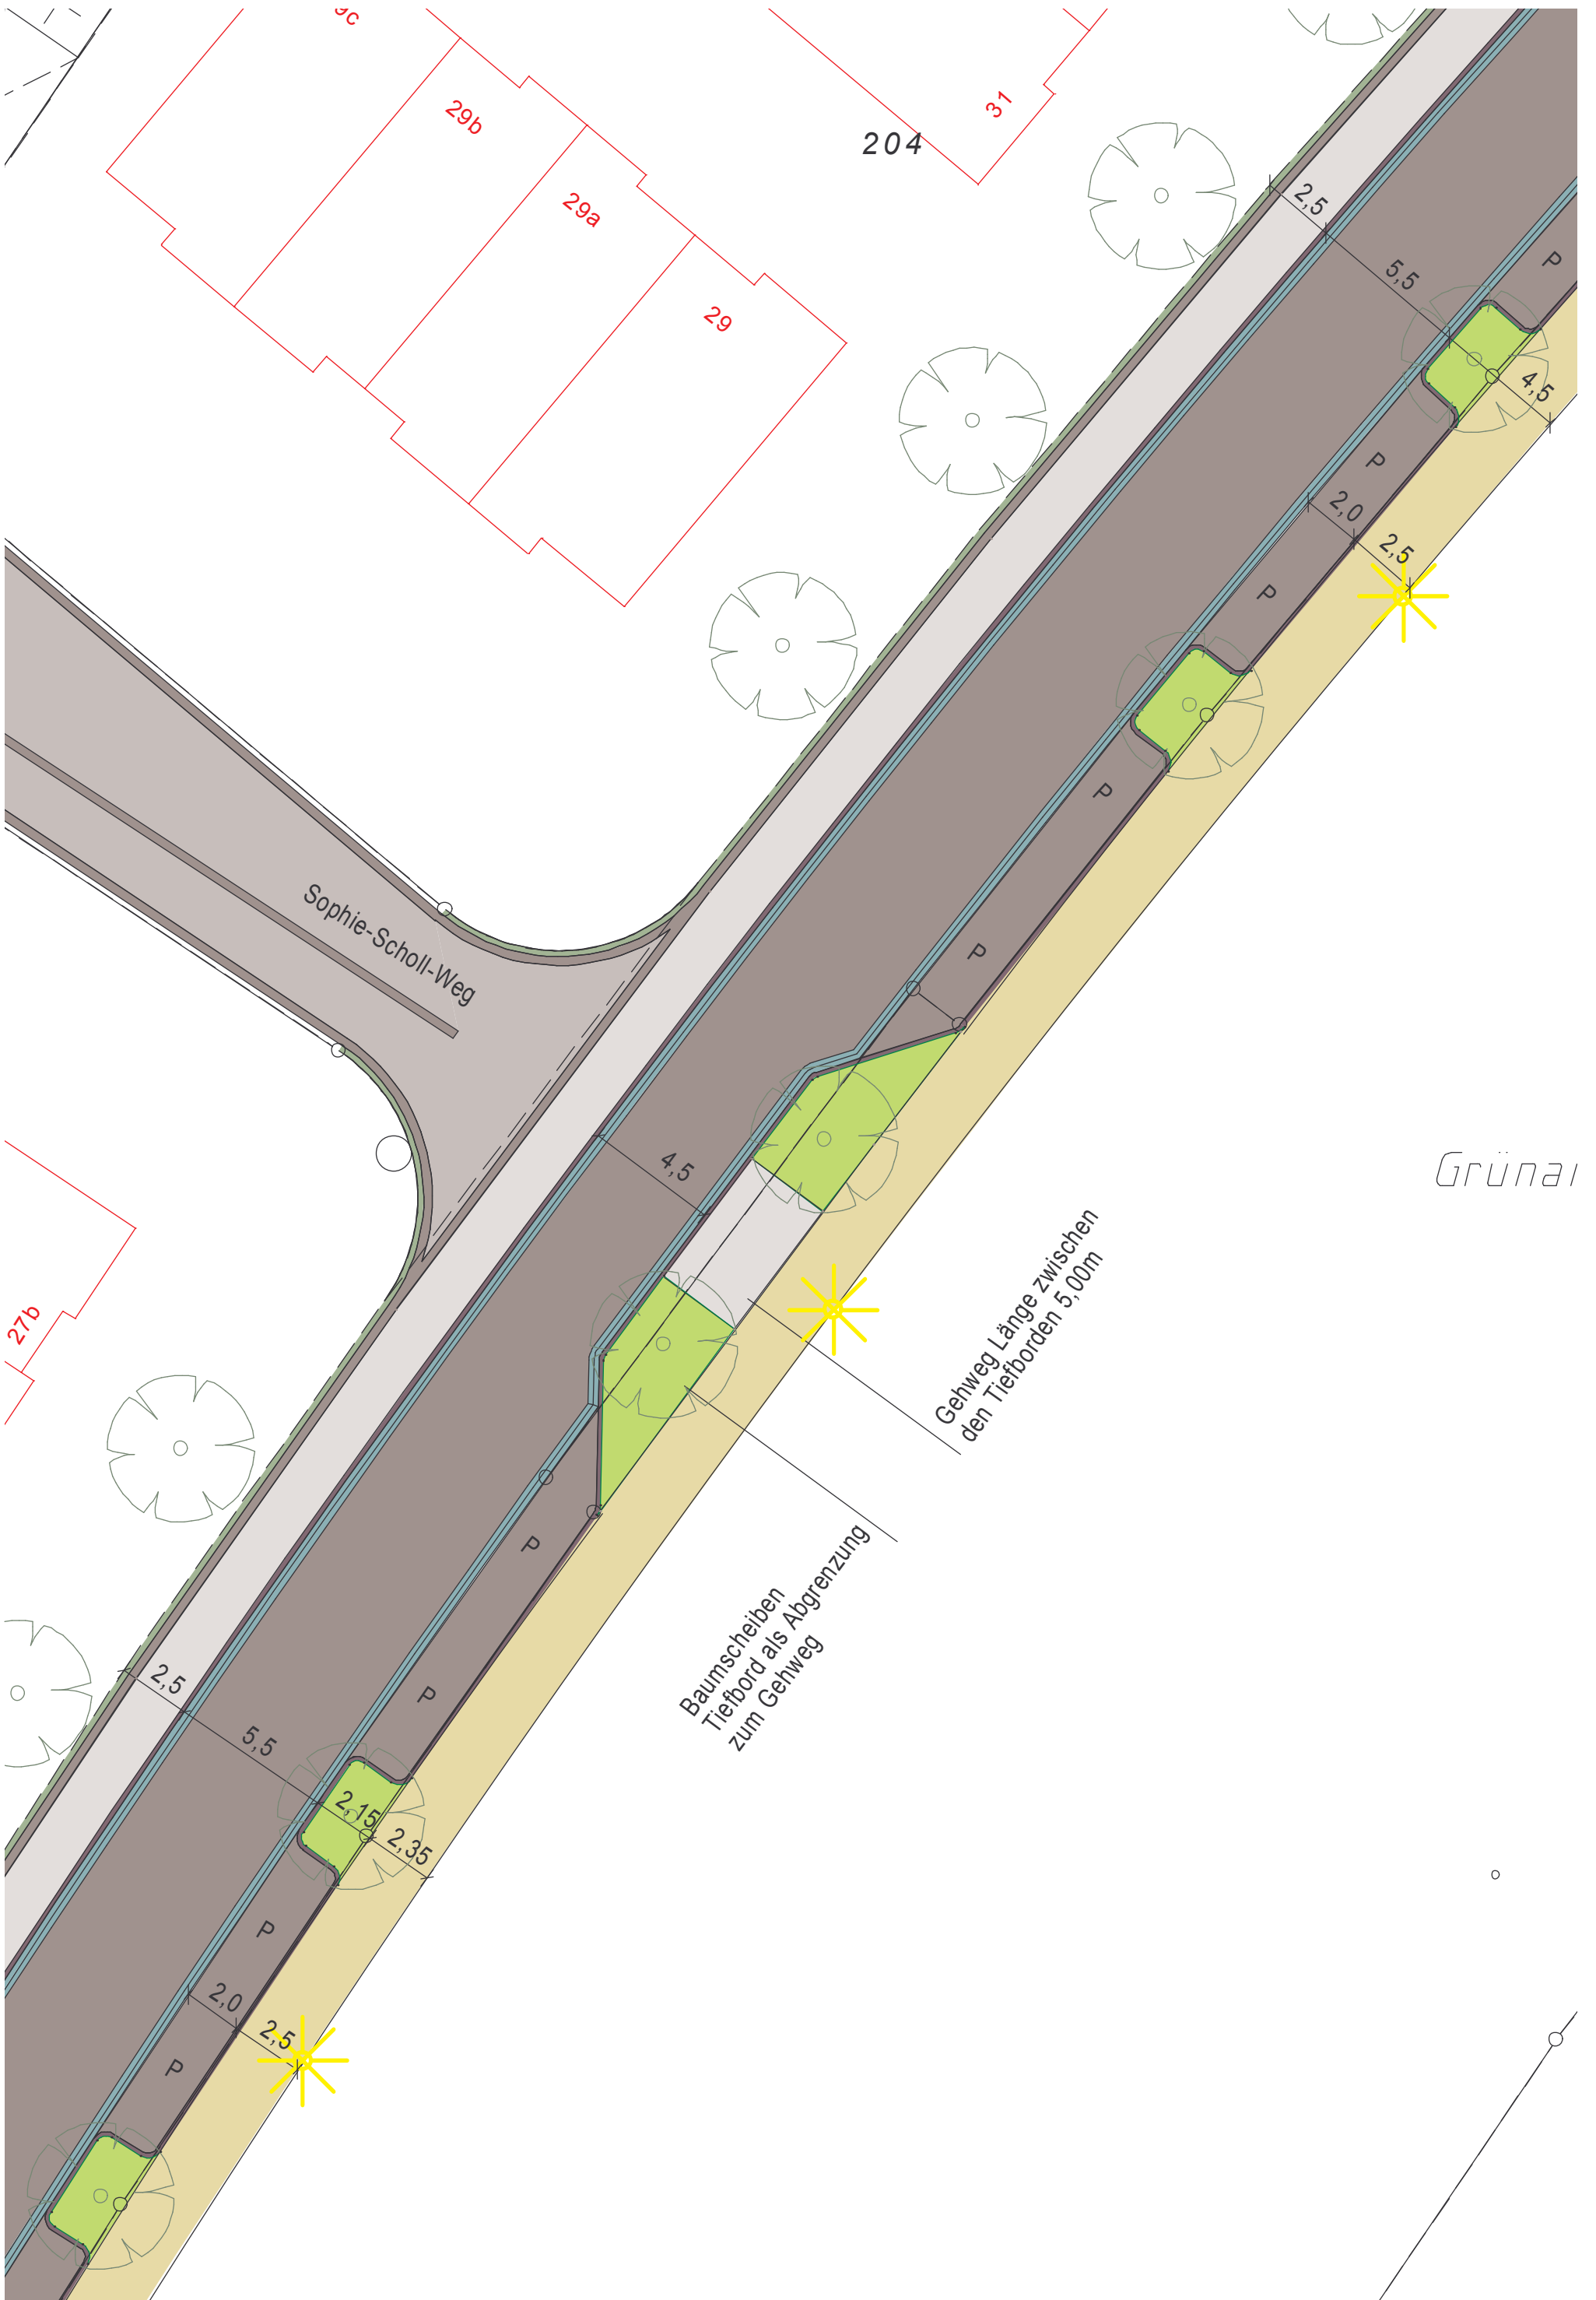 9c
29b
29a
29
31
204
2,5
5,5
4,5
P
P
2,0
2,5
P
P
P
Sophie-Scholl-Weg
4,5
27b
Gehweg Länge zwischen
den Tiefborden 5,00m
Baumscheiben
Tiefbord als Abgrenzung
zum Gehweg
P
P
2,5
5,5
2,15
2,35
P
2,0
2,5
P